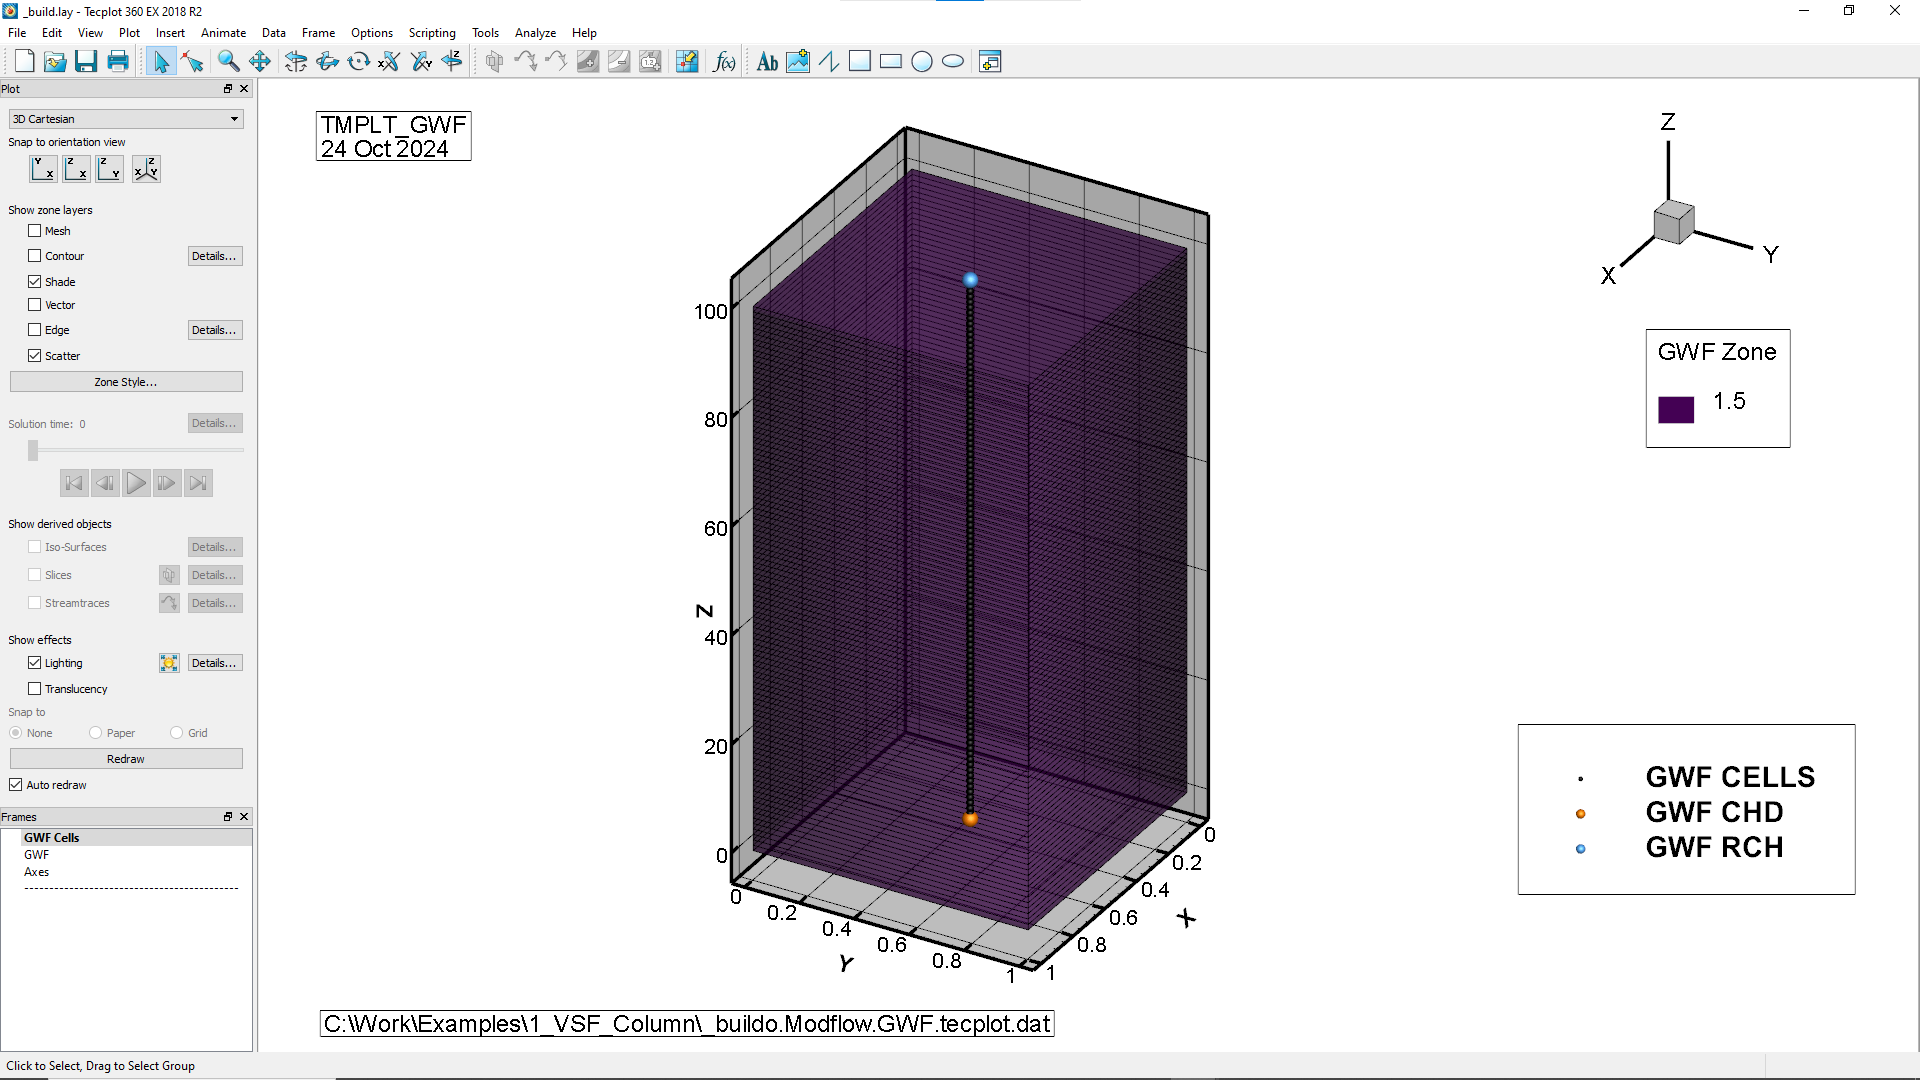 _build.lay - Tecplot 360 EX 2018 R2
File Edit View Plot Insert Animate Data Frame Options Scripting Tools Analyze Help
Plot
3D Cartesian
Snap to orientation view
Show zone layers
Mesh
Contour Details...
Shade
Vector
Edge Details...
Scatter
Zone Style...
Solution time: 0 Details...
Show derived objects
Iso-Surfaces Details...
Slices Details...
Streamtraces Details...
Show effects
Lighting Details...
Translucency
Snap to
None Paper Grid
Redraw
Auto redraw
Frames
GWF Cells
GWF
Axes
TMPLT_GWF
24 Oct 2024
100
80
60
40
20
0
Z
0
0.2
0.4
0.6
0.8
1
Y
0
0.2
0.4
0.6
0.8
1
X
Z
Y
X
GWF Zone
1.5
GWF CELLS
GWF CHD
GWF RCH
C:\Work\Examples\1_VSF_Column\_buildo.Modflow.GWF.tecplot.dat
Click to Select, Drag to Select Group